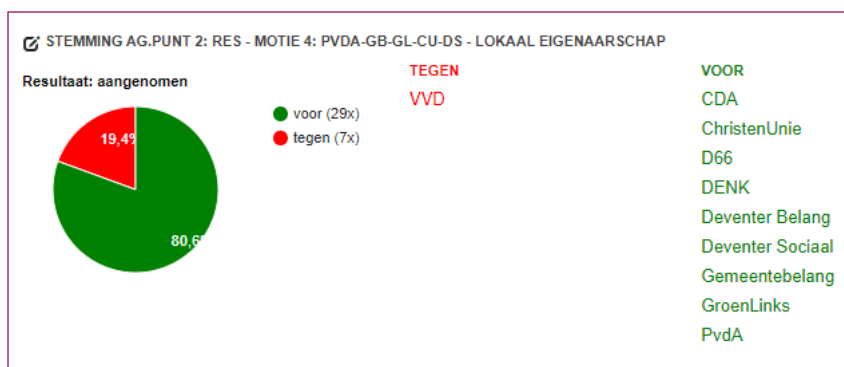 STEMMING AG.PUNT 2: RES - MOTIE 4: PVDA-GB-GL-CU-DS - LOKAAL EIGENAARSCHAP
Resultaat: aangenomen
voor (29x)
tegen (7x)
19,4%
80,6
TEGEN
VVD
VOOR
CDA
ChristenUnie
D66
DENK
Deventer Belang
Deventer Sociaal
Gemeentebelang
GroenLinks
PvdA